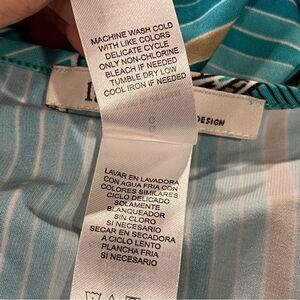 MACHINE WASH COLD
WITH LIKE COLORS
DELICATE CYCLE
ONLY NON-CHLORINE
BLEACH IF NEEDED
TUMBLE DRY LOW
COOL IRON IF NEEDED
DESIGN
LAVAR EN LAVADORA
CON AGUA FRIA CON
COLORES SIMILARES
CICLO DELICADO
SOLAMENTE
BLANQUEADOR
SIN CLORO
SI NECESARIO
SECAR EN SECADORA
A CICLO LENTO
PLANCHA FRIA
SI NECESARIO